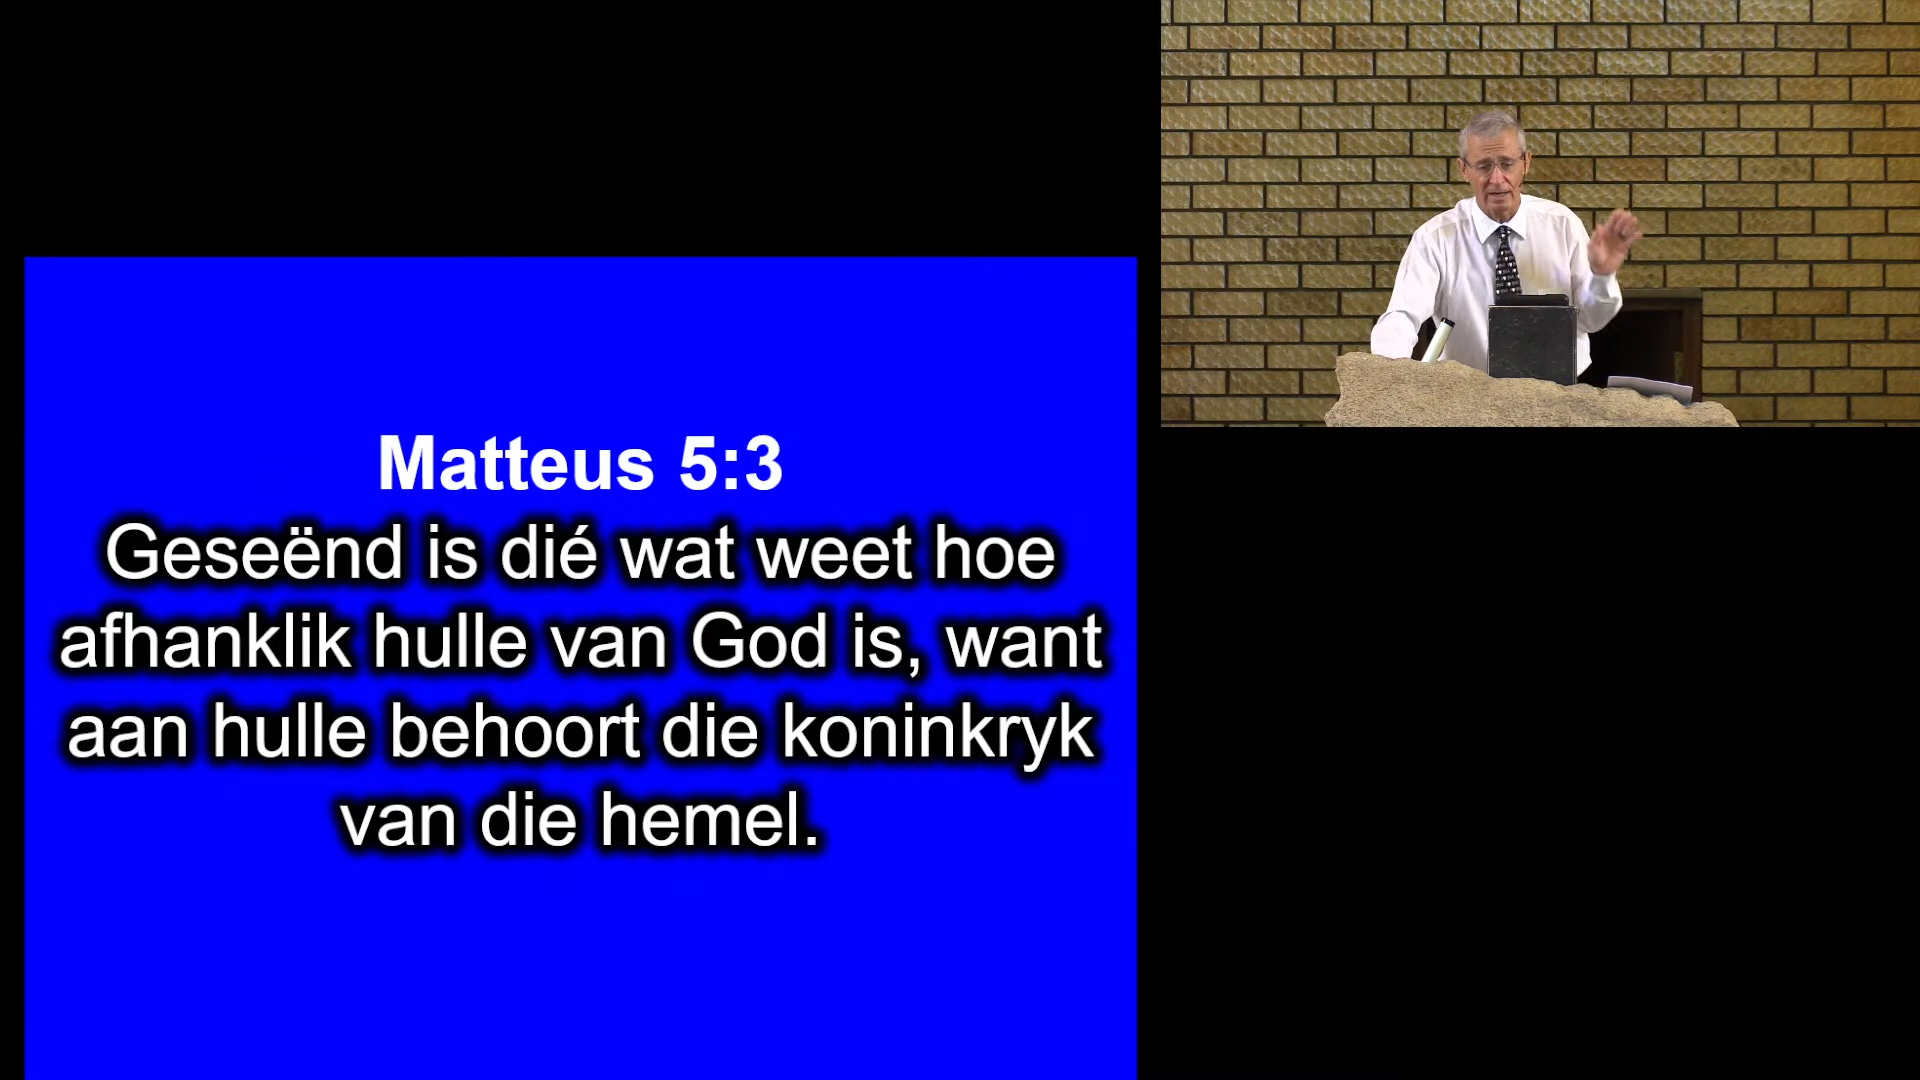 Matteus 5:3
Geseënd is dié wat weet hoe
afhanklik hulle van God is, want
aan hulle behoort die koninkryk
van die hemel.